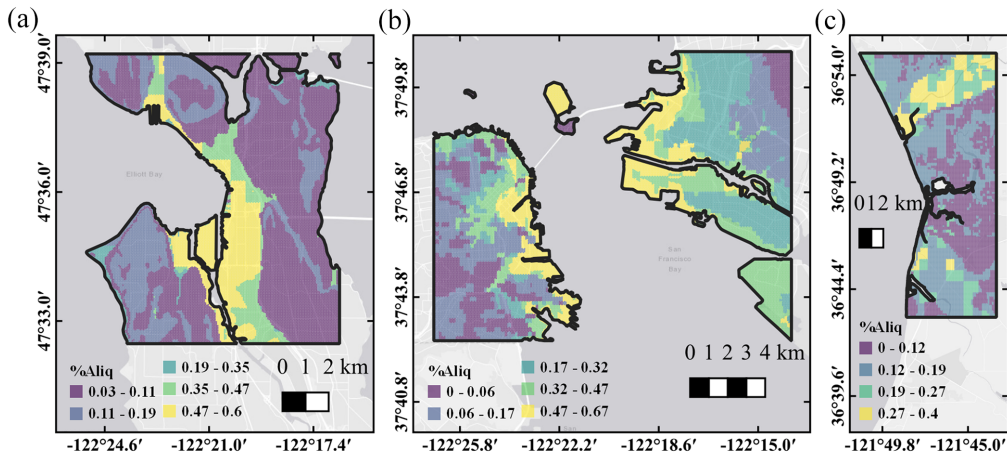 (a)
(b)
(c)
47°39.0′
47°36.0′
47°33.0′
Elliott Bay
%Aliq
0.03 - 0.11
0.11 - 0.19
0.19 - 0.35
0.35 - 0.47
0.47 - 0.6
0 1 2 km
-122°24.6′
-122°21.0′
-122°17.4′
37°49.8′
37°46.8′
37°43.8′
37°40.8′
San
Francisco
Bay
%Aliq
0 - 0.06
0.06 - 0.17
0.17 - 0.32
0.32 - 0.47
0.47 - 0.67
0 1 2 3 4 km
San
-122°25.8′
-122°22.2′
-122°18.6′
-122°15.0′
36°54.0′
36°49.2′
36°44.4′
36°39.6′
012 km
%Aliq
0 - 0.12
0.12 - 0.19
0.19 - 0.27
0.27 - 0.4
-121°49.8′
-121°45.0′